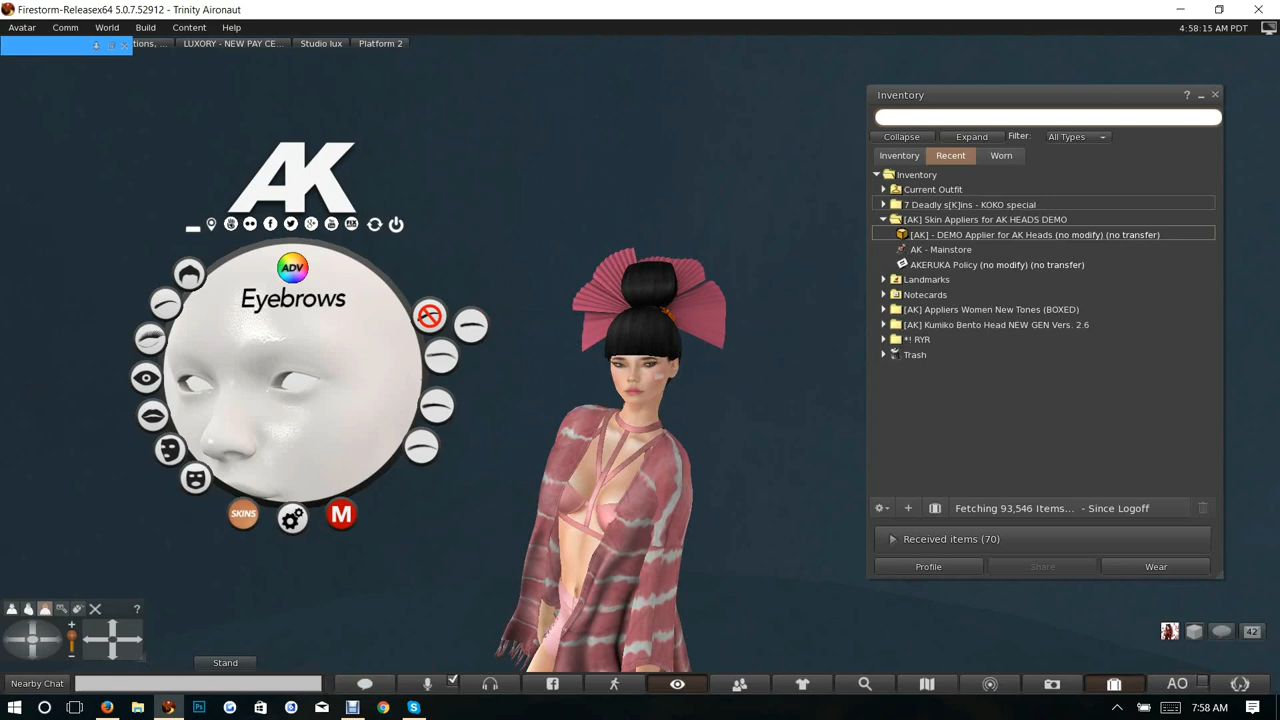 Firestorm-Releasex64 5.0.7.52912 - Trinity Aironaut
Avatar Comm World Build Content Help
4:58:15 AM PDT
tions, ... LUXORY - NEW PAY CE... Studio lux Platform 2
Inventory
?
Collapse Expand Filter: All Types
Inventory Recent Worn
Inventory
Current Outfit
7 Deadly s[K]ins - KOKO special
[AK] Skin Appliers for AK HEADS DEMO
[AK] - DEMO Applier for AK Heads (no modify) (no transfer)
AK - Mainstore
AKERUKA Policy (no modify) (no transfer)
Landmarks
Notecards
[AK] Appliers Women New Tones (BOXED)
[AK] Kumiko Bento Head NEW GEN Vers. 2.6
*! RYR
Trash
Fetching 93,546 Items... - Since Logoff
Received items (70)
Profile Share Wear
AK
ADV
Eyebrows
SKINS
M
?
42
Stand
Nearby Chat
AO
7:58 AM